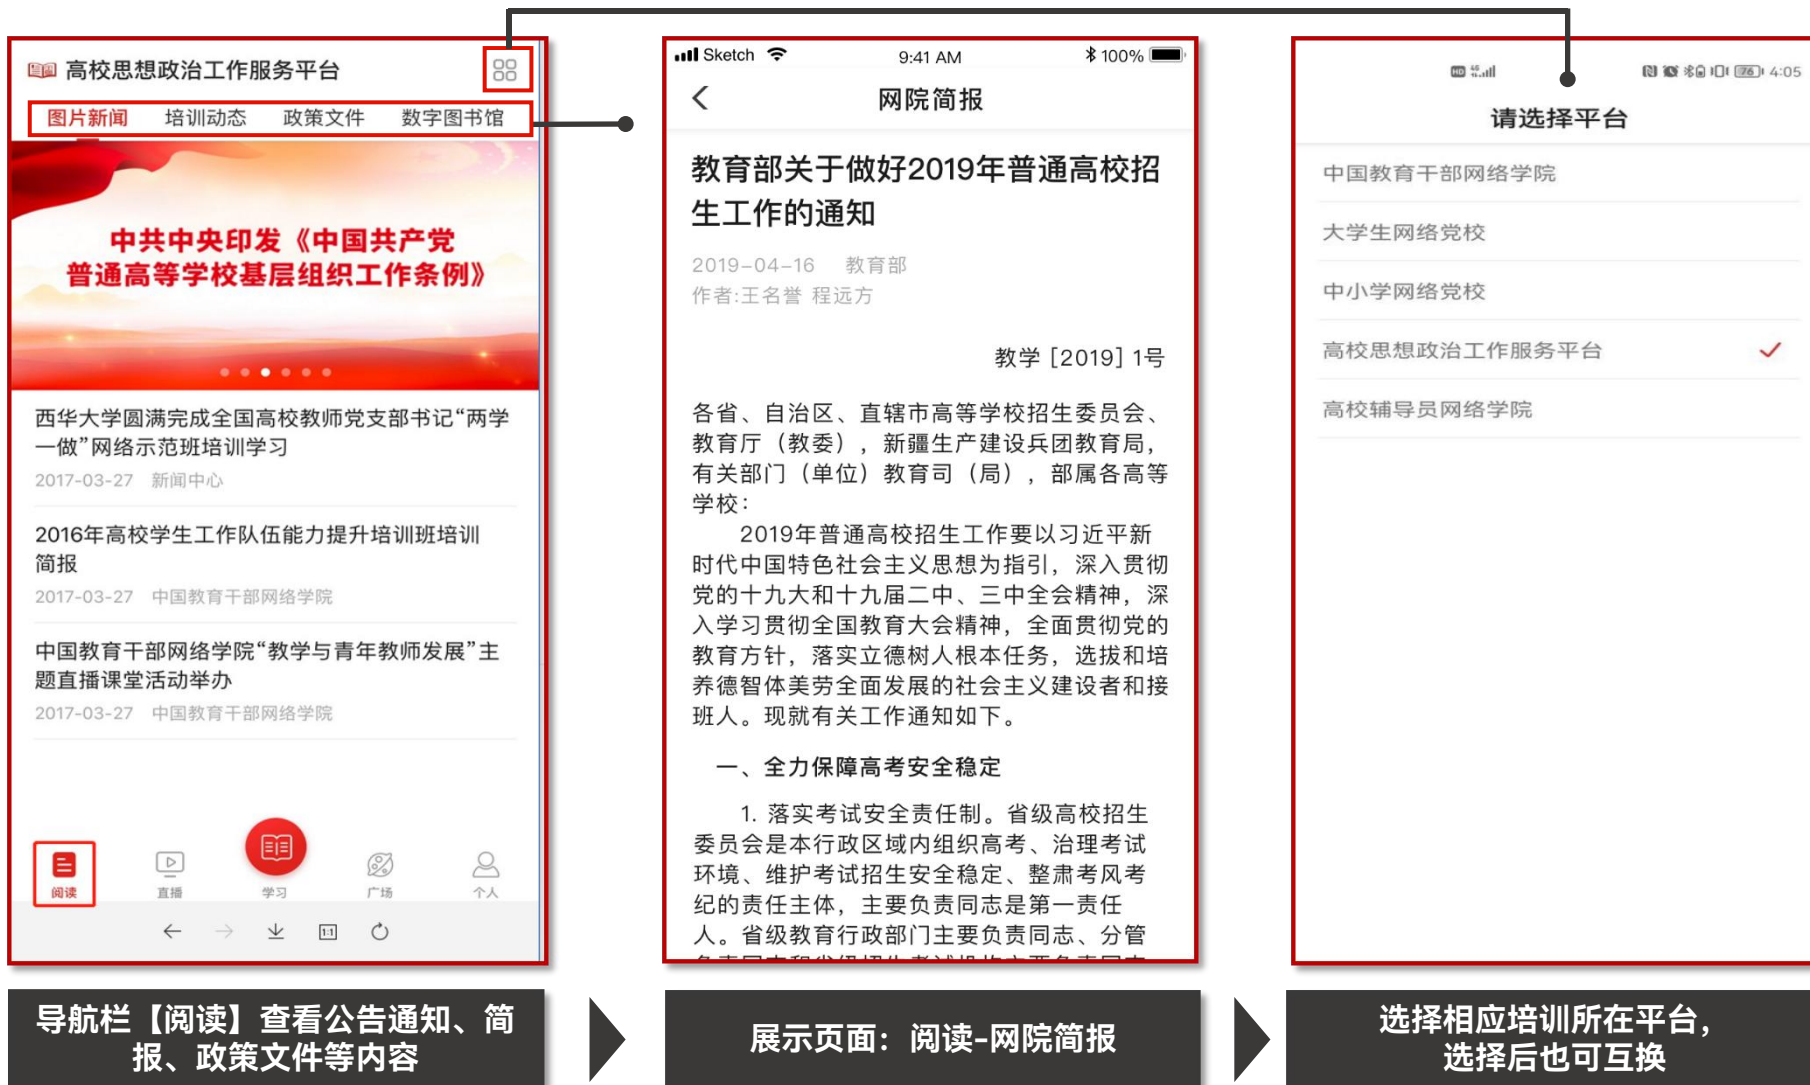 高校思想政治工作服务平台
图片新闻 培训动态 政策文件 数字图书馆
中共中央印发《中国共产党
普通高等学校基层组织工作条例》
西华大学圆满完成全国高校教师党支部书记“两学
一做”网络示范班培训学习
2017-03-27 新闻中心
2016年高校学生工作队伍能力提升培训班培训
简报
2017-03-27 中国教育干部网络学院
中国教育干部网络学院“教学与青年教师发展”主
题直播课堂活动举办
2017-03-27 中国教育干部网络学院
阅读 直播 学习 广场 个人
1:1
导航栏【阅读】查看公告通知、简
报、政策文件等内容
Sketch 9:41 AM 100%
网院简报
教育部关于做好2019年普通高校招
生工作的通知
2019-04-16 教育部
作者:王名誉 程远方
教学 [2019] 1号
各省、自治区、直辖市高等学校招生委员会、
教育厅（教委），新疆生产建设兵团教育局，
有关部门（单位）教育司（局），部属各高等
学校：
2019年普通高校招生工作要以习近平新
时代中国特色社会主义思想为指引，深入贯彻
党的十九大和十九届二中、三中全会精神，深
入学习贯彻全国教育大会精神，全面贯彻党的
教育方针，落实立德树人根本任务，选拔和培
养德智体美劳全面发展的社会主义建设者和接
班人。现就有关工作通知如下。
一、全力保障高考安全稳定
1. 落实考试安全责任制。省级高校招生
委员会是本行政区域内组织高考、治理考试
环境、维护考试招生安全稳定、整肃考风考
纪的责任主体，主要负责同志是第一责任
人。省级教育行政部门主要负责同志、分管
展示页面：阅读-网院简报
HD 76 4:05
请选择平台
中国教育干部网络学院
大学生网络党校
中小学网络党校
高校思想政治工作服务平台
高校辅导员网络学院
选择相应培训所在平台，
选择后也可互换